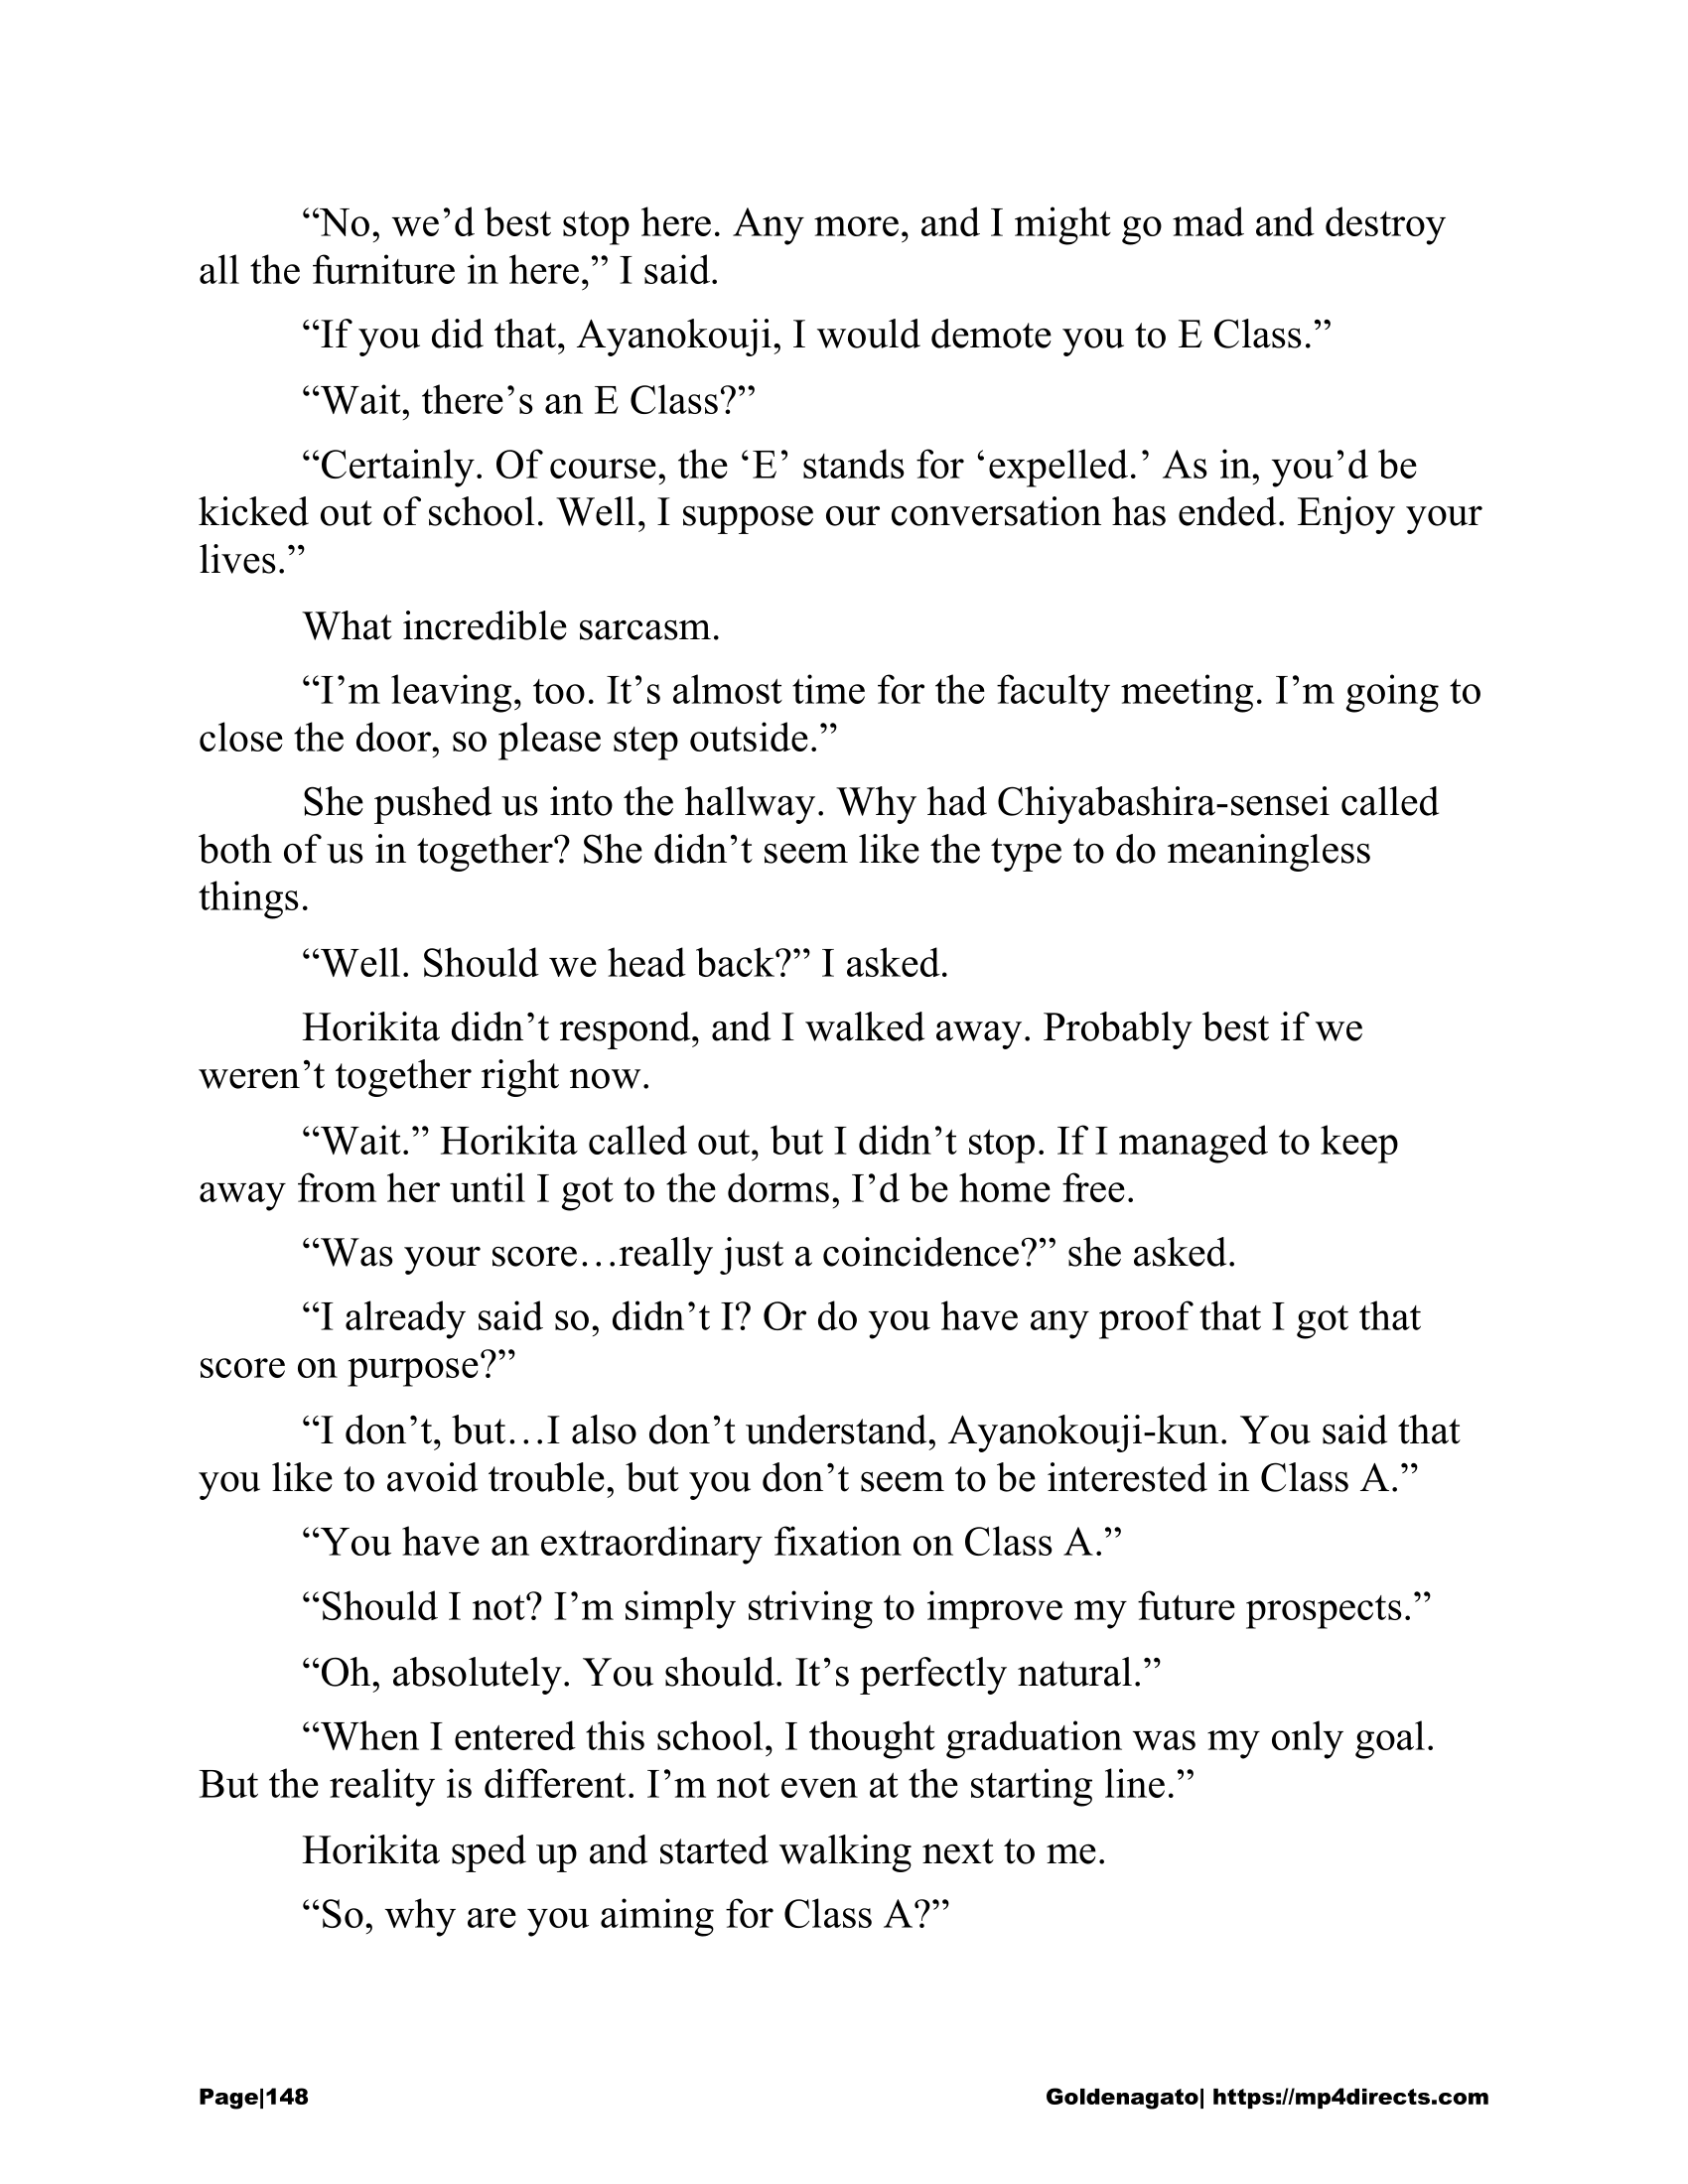 “No, we’d best stop here. Any more, and I might go mad and destroy
all the furniture in here,” I said.
“If you did that, Ayanokouji, I would demote you to E Class.”
“Wait, there’s an E Class?”
“Certainly. Of course, the ‘E’ stands for ‘expelled.’ As in, you’d be
kicked out of school. Well, I suppose our conversation has ended. Enjoy your
lives.”
What incredible sarcasm.
“I’m leaving, too. It’s almost time for the faculty meeting. I’m going to
close the door, so please step outside.”
She pushed us into the hallway. Why had Chiyabashira-sensei called
both of us in together? She didn’t seem like the type to do meaningless
things.
“Well. Should we head back?” I asked.
Horikita didn’t respond, and I walked away. Probably best if we
weren’t together right now.
“Wait.” Horikita called out, but I didn’t stop. If I managed to keep
away from her until I got to the dorms, I’d be home free.
“Was your score…really just a coincidence?” she asked.
“I already said so, didn’t I? Or do you have any proof that I got that
score on purpose?”
“I don’t, but…I also don’t understand, Ayanokouji-kun. You said that
you like to avoid trouble, but you don’t seem to be interested in Class A.”
“You have an extraordinary fixation on Class A.”
“Should I not? I’m simply striving to improve my future prospects.”
“Oh, absolutely. You should. It’s perfectly natural.”
“When I entered this school, I thought graduation was my only goal.
But the reality is different. I’m not even at the starting line.”
Horikita sped up and started walking next to me.
“So, why are you aiming for Class A?”
Page|148 Goldenagato| https://mp4directs.com